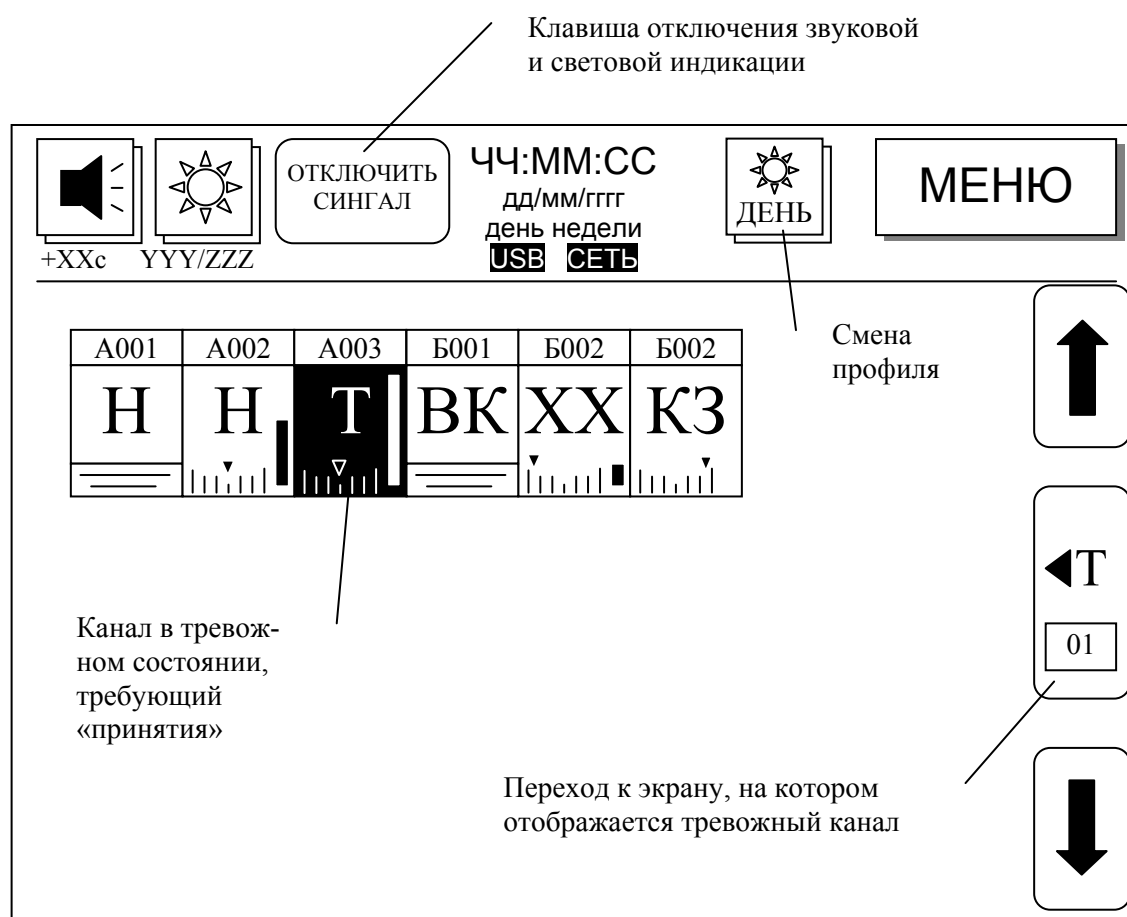 Клавиша отключения звуковой
и световой индикации
ОТКЛЮЧИТЬ
СИНГАЛ
ЧЧ:ММ:СС
дд/мм/гггг
день недели
USB СЕТЬ
ДЕНЬ
МЕНЮ
+XXc YYY/ZZZ
Смена
профиля
А001 А002 А003 Б001 Б002 Б002
Н Н Т ВК ХХ КЗ
Т
01
Канал в тревож-
ном состоянии,
требующий
«принятия»
Переход к экрану, на котором
отображается тревожный канал